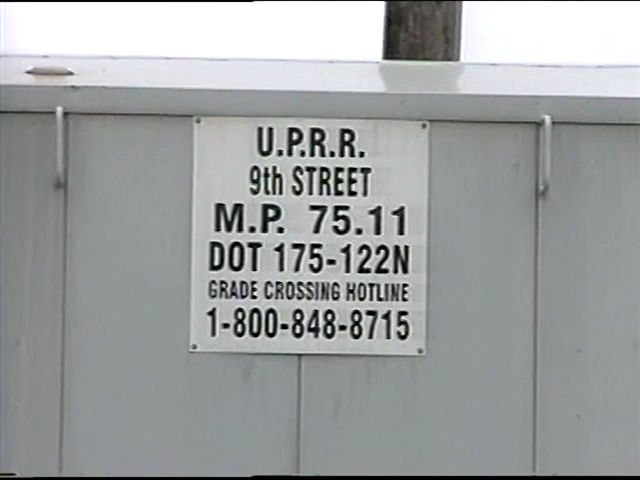 U.P.R.R.
9th STREET
M.P. 75.11
DOT 175-122N
GRADE CROSSING HOTLINE
1-800-848-8715